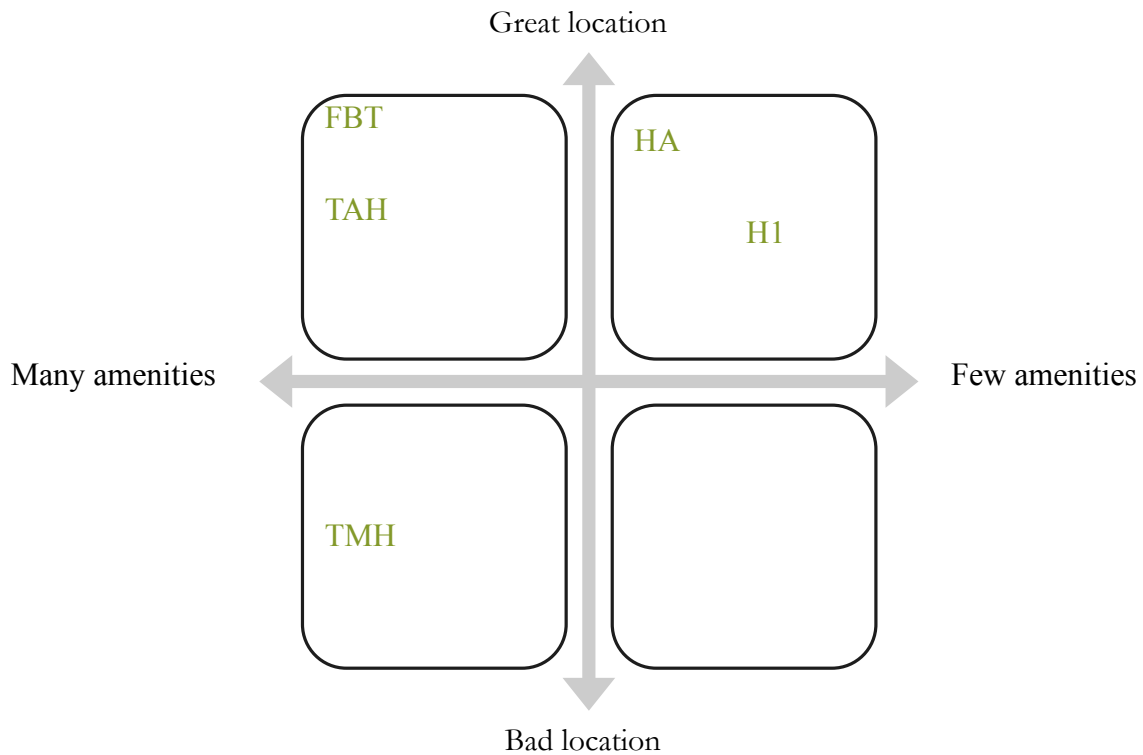 Great location
FBT
HA
TAH
H1
Many amenities
Few amenities
TMH
Bad location